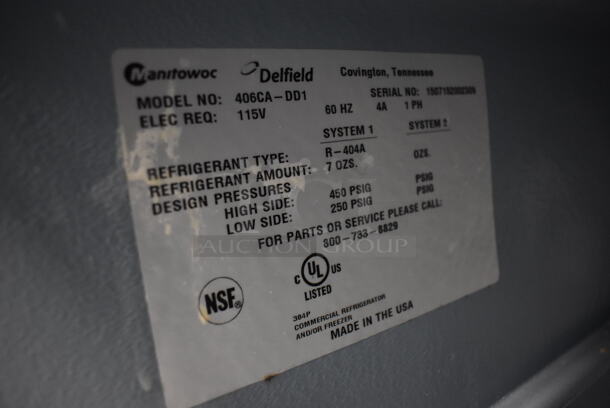 Manitowoc Delfield Covington, Tennessee
MODEL NO: 406CA-DD1 SERIAL NO: 1507152002509
ELEC REQ: 115V 60 HZ 4A 1 PH
SYSTEM 1 SYSTEM 2
REFRIGERANT TYPE: R-404A
REFRIGERANT AMOUNT: 7 OZS. OZS.
DESIGN PRESSURES
HIGH SIDE: 450 PSIG PSIG
LOW SIDE: 250 PSIG PSIG
FOR PARTS OR SERVICE PLEASE CALL:
800-733-8829
AUCTION GROUP
NSF
C UL US
LISTED
304P
COMMERCIAL REFRIGERATOR
AND/OR FREEZER
MADE IN THE USA